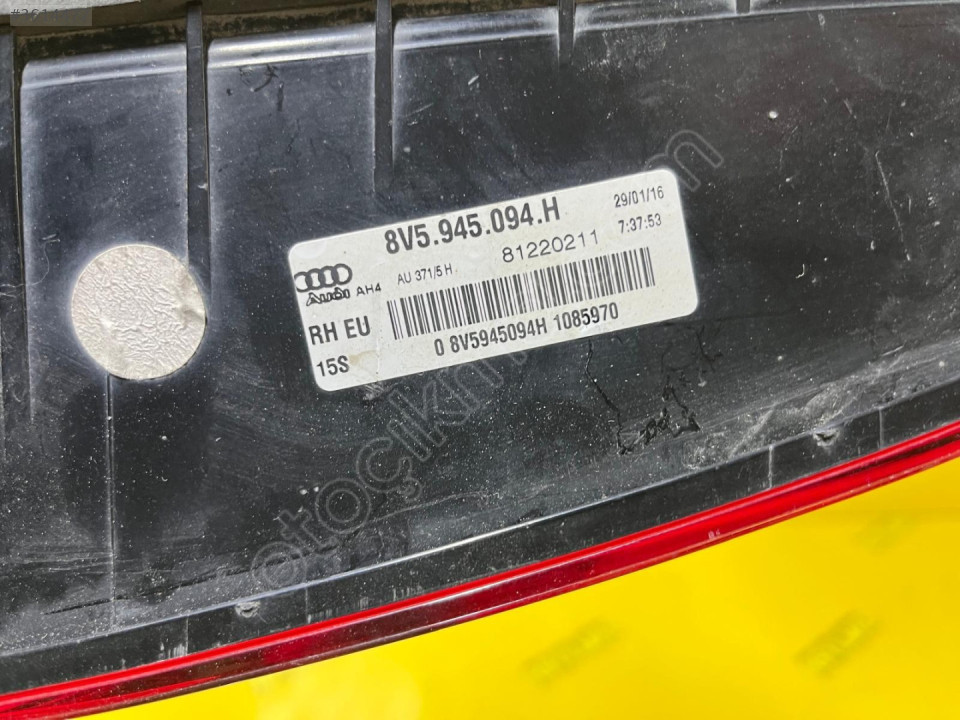 8V5.945.094.H
29/01/16
7:37:53
Audi AH4
AU 371/5 H
81220211
RH EU
15S
0 8V5945094H 1085970